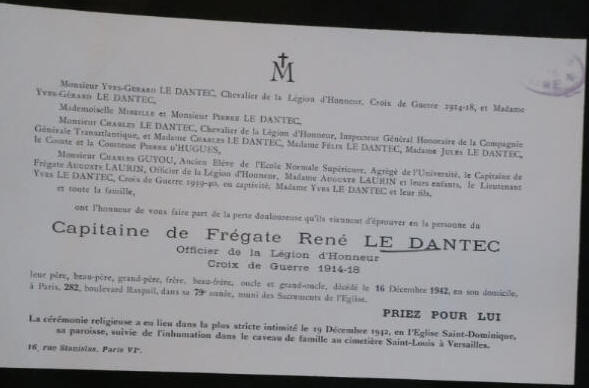 M
Monsieur Yves-Gérard LE DANTEC, Chevalier de la Légion d'Honneur, Croix de Guerre 1914-18, et Madame
Yves-Gérard LE DANTEC,
Mademoiselle Mireille et Monsieur Pierre LE DANTEC,
Monsieur Charles LE DANTEC, Chevalier de la Légion d'Honneur, Inspecteur Général Honoraire de la Compagnie
Générale Transatlantique, et Madame Charles LE DANTEC, Madame Félix LE DANTEC, Madame Jules LE DANTEC,
le Comte et la Comtesse Pierre D'HUGUES,
Monsieur Charles GUYOU, Ancien Elève de l'Ecole Normale Supérieure, Agrégé de l'Université, le Capitaine de
Frégate Auguste LAURIN, Officier de la Légion d'Honneur, Madame Auguste LAURIN et leurs enfants, le Lieutenant
Yves LE DANTEC, Croix de Guerre 1939-40, en captivité, Madame Yves LE DANTEC et leur fils,
et toute la famille,
ont l'honneur de vous faire part de la perte douloureuse qu'ils viennent d'éprouver en la personne du
Capitaine de Frégate René LE DANTEC
Officier de la Légion d'Honneur
Croix de Guerre 1914-18
leur père, beau-père, grand-père, frère, beau-frère, oncle et grand-oncle, décédé le 16 Décembre 1942, en son domicile,
à Paris, 282, boulevard Raspail, dans sa 79e année, muni des Sacrements de l'Eglise.
PRIEZ POUR LUI
La cérémonie religieuse a eu lieu dans la plus stricte intimité le 19 Décembre 1942, en l'Eglise Saint-Dominique,
sa paroisse, suivie de l'inhumation dans le caveau de famille au cimetière Saint-Louis à Versailles.
16, rue Stanislas, Paris VIe.